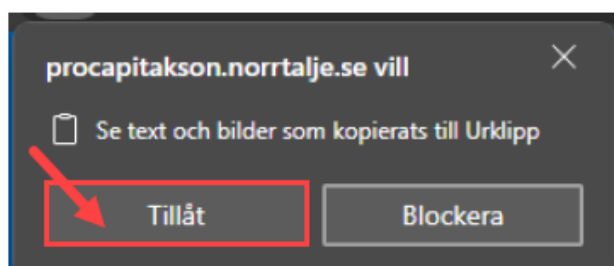 procapitakson.norrtalje.se vill
Se text och bilder som kopierats till Urklipp
Tillåt
Blockera